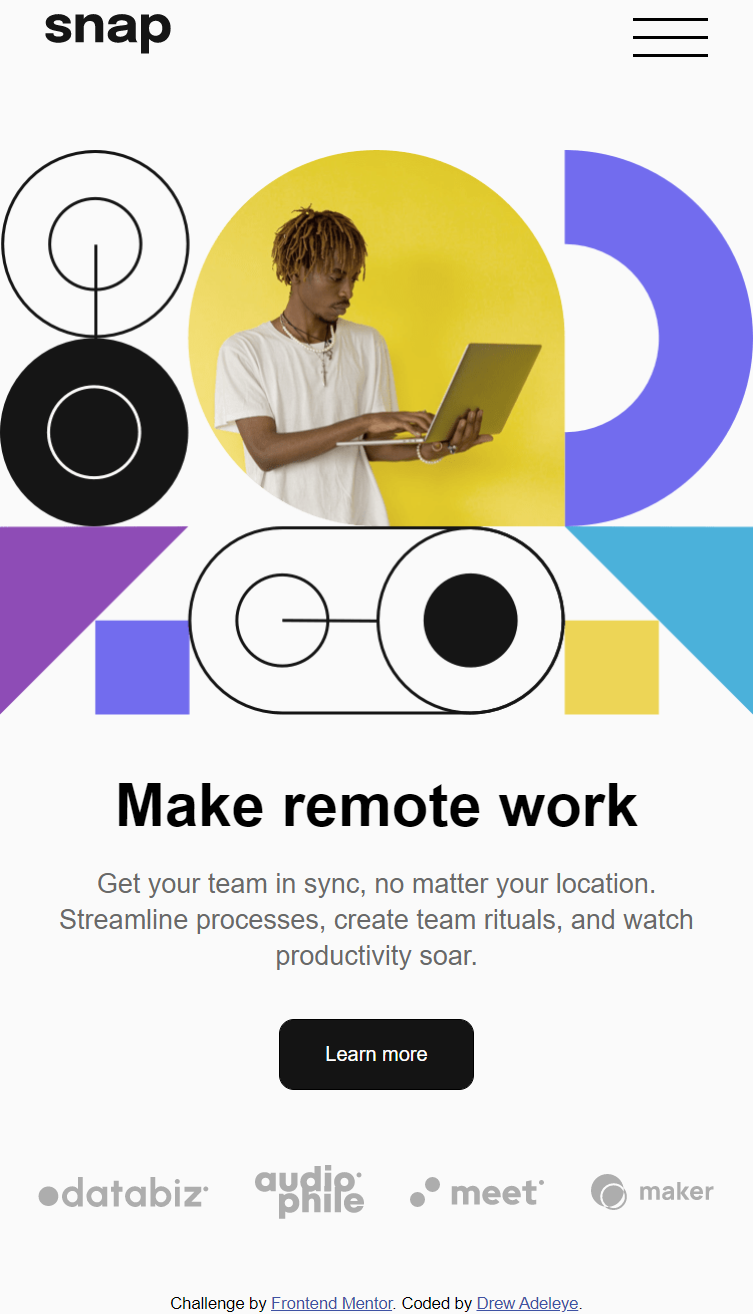 snap
Make remote work
Get your team in sync, no matter your location.
Streamline processes, create team rituals, and watch
productivity soar.
Learn more
databiz
audiophile
meet
maker
Challenge by Frontend Mentor. Coded by Drew Adeleye.